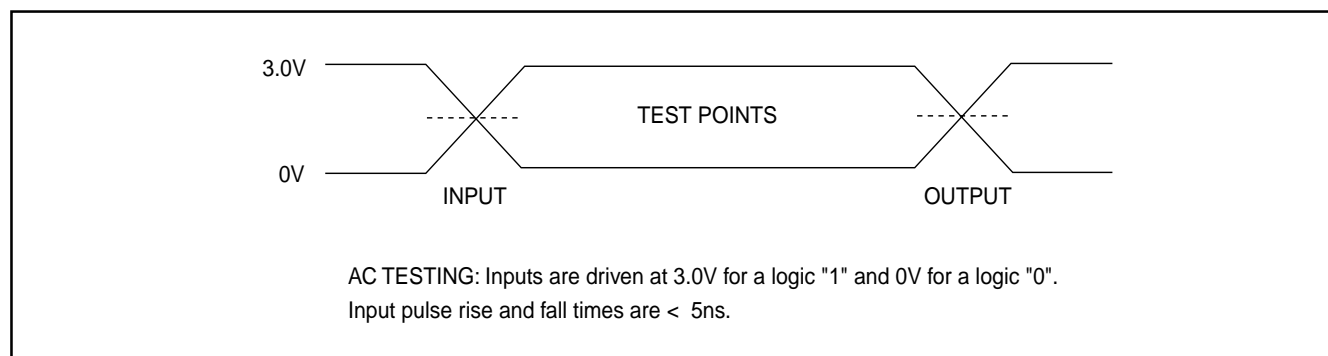 3.0V
TEST POINTS
0V
INPUT
OUTPUT
AC TESTING: Inputs are driven at 3.0V for a logic "1" and 0V for a logic "0".
Input pulse rise and fall times are < 5ns.